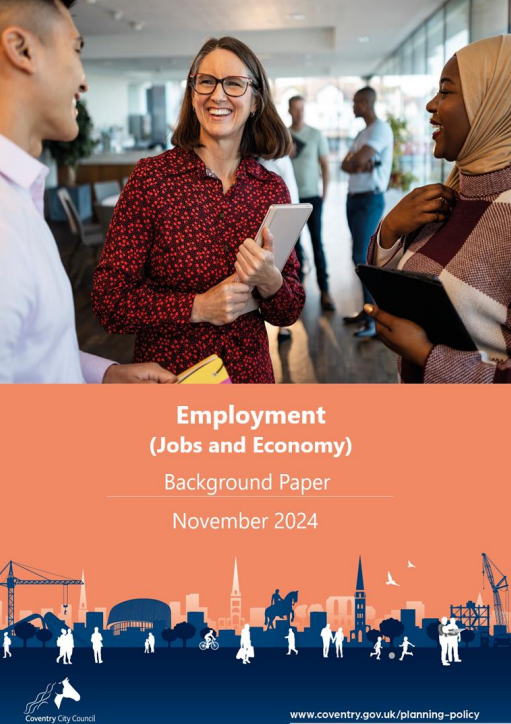 Employment
(Jobs and Economy)
Background Paper
November 2024
Coventry City Council
www.coventry.gov.uk/planning-policy